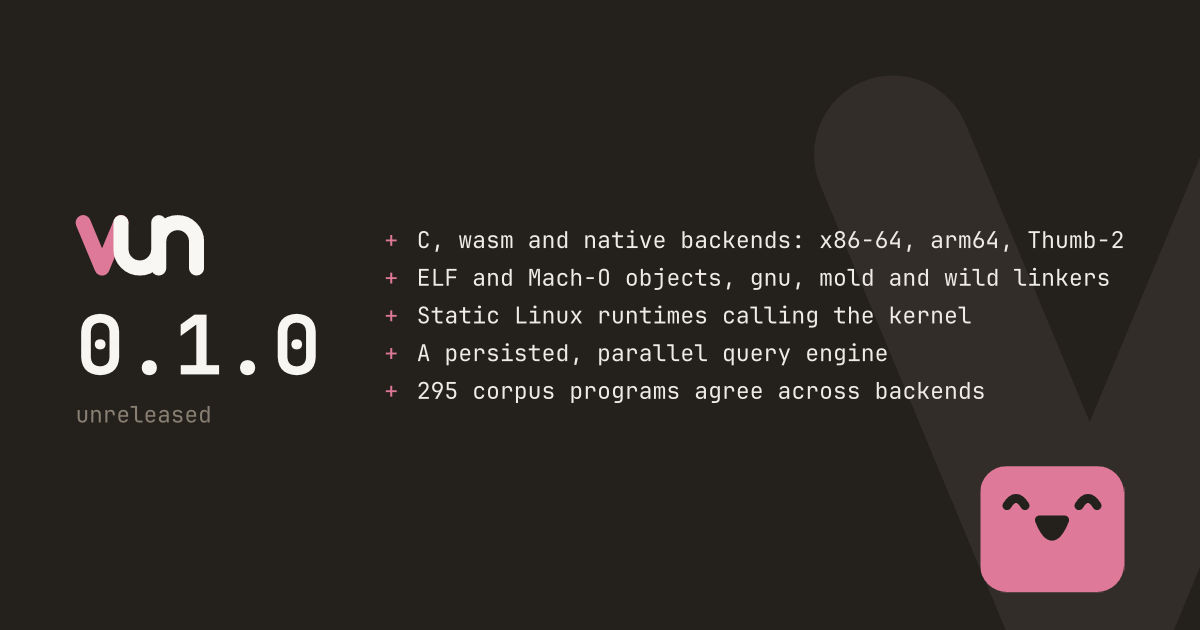 vun
0.1.0
unreleased
+ C, wasm and native backends: x86-64, arm64, Thumb-2
+ ELF and Mach-O objects, gnu, mold and wild linkers
+ Static Linux runtimes calling the kernel
+ A persisted, parallel query engine
+ 295 corpus programs agree across backends